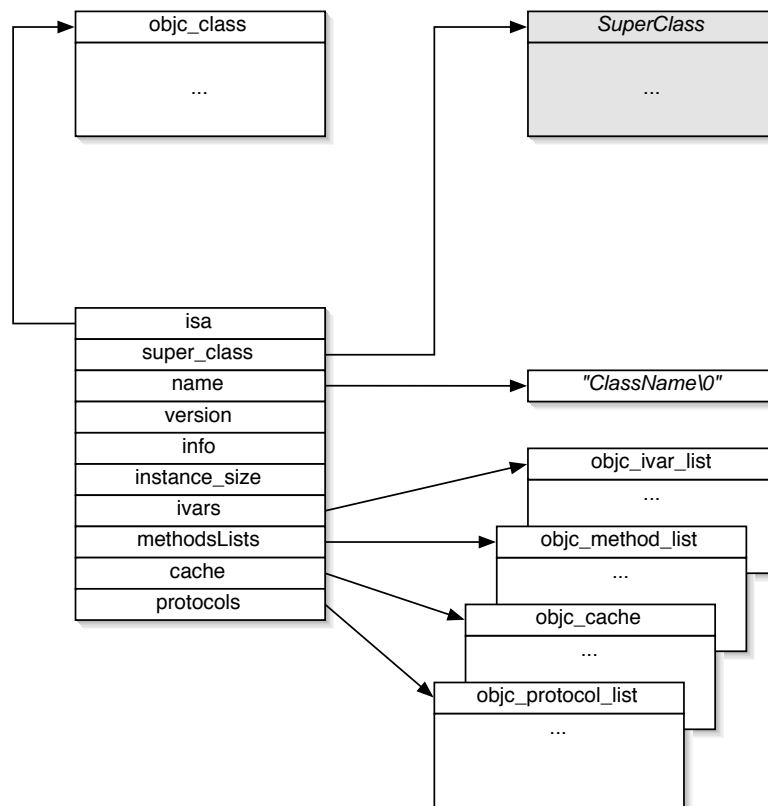 objc_class
...
SuperClass
...
isa
super_class
name
version
info
instance_size
ivars
methodsLists
cache
protocols
"ClassName\0"
objc_ivar_list
...
objc_method_list
...
objc_cache
...
objc_protocol_list
...